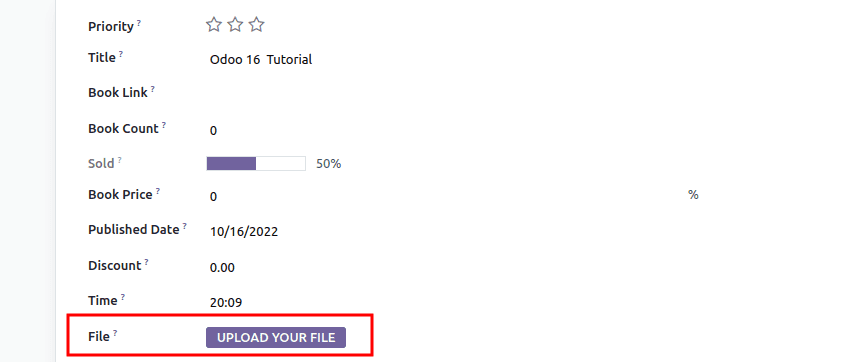 Priority ?
Title ? Odoo 16 Tutorial
Book Link ?
Book Count ? 0
Sold ? 50%
Book Price ? 0 %
Published Date ? 10/16/2022
Discount ? 0.00
Time ? 20:09
File ? UPLOAD YOUR FILE